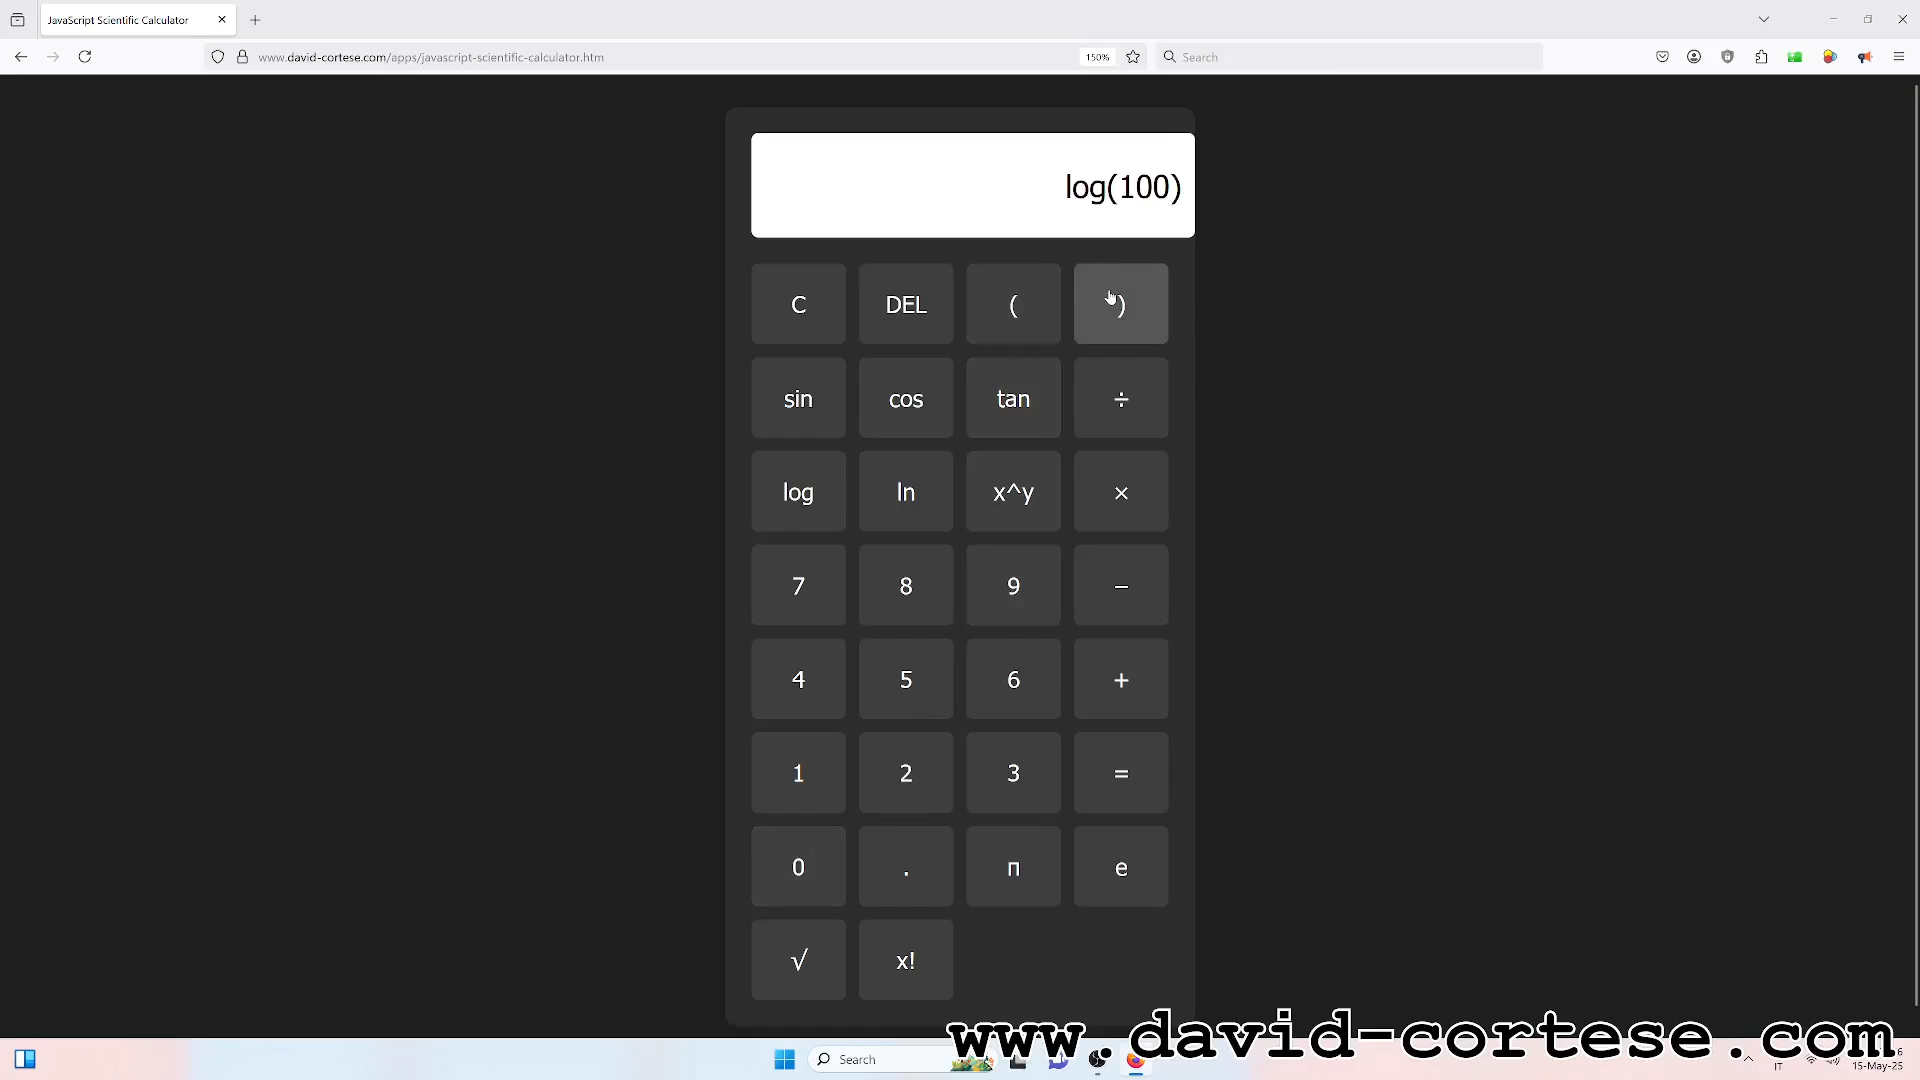 JavaScript Scientific Calculator
www.david-cortese.com/apps/javascript-scientific-calculator.htm
150%
Search
log(100)
C DEL ( )
sin cos tan ÷
log ln x^y ×
7 8 9 −
4 5 6 +
1 2 3 =
0 . π e
√ x!
www.david-cortese.com
Search
IT
15-May-25